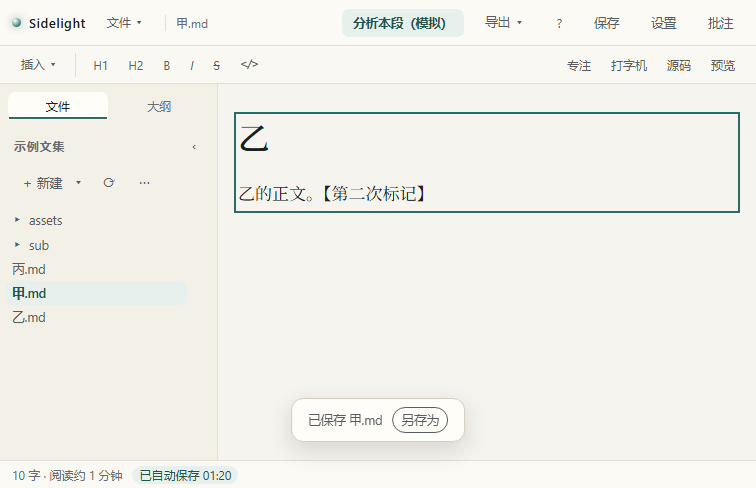 Sidelight 文件 ▾ 甲.md 分析本段（模拟） 导出 ▾ ? 保存 设置 批注
插入 ▾ H1 H2 B I S </> 专注 打字机 源码 预览
文件 大纲
示例文集 ‹
+ 新建 ▾ ⟳ ···
▸ assets
▸ sub
丙.md
甲.md
乙.md
乙
乙的正文。【第二次标记】
已保存 甲.md 另存为
10 字 · 阅读约 1 分钟 已自动保存 01:20